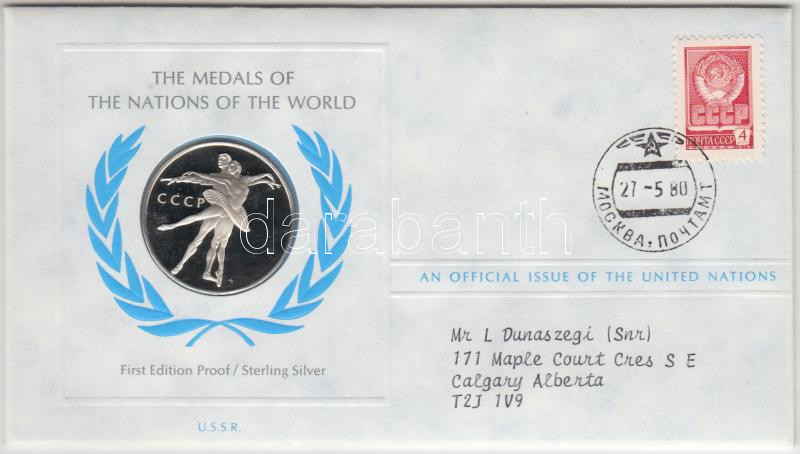 THE MEDALS OF
THE NATIONS OF THE WORLD
СССР
First Edition Proof / Sterling Silver
U.S.S.R.
СССР
ПОЧТА СССР 4
27 -5 80
МОСКВА, ПОЧТАМТ
AN OFFICIAL ISSUE OF THE UNITED NATIONS
Mr L Dunaszegi (Snr)
171 Maple Court Cres S E
Calgary Alberta
T2J 1V9
darabanth